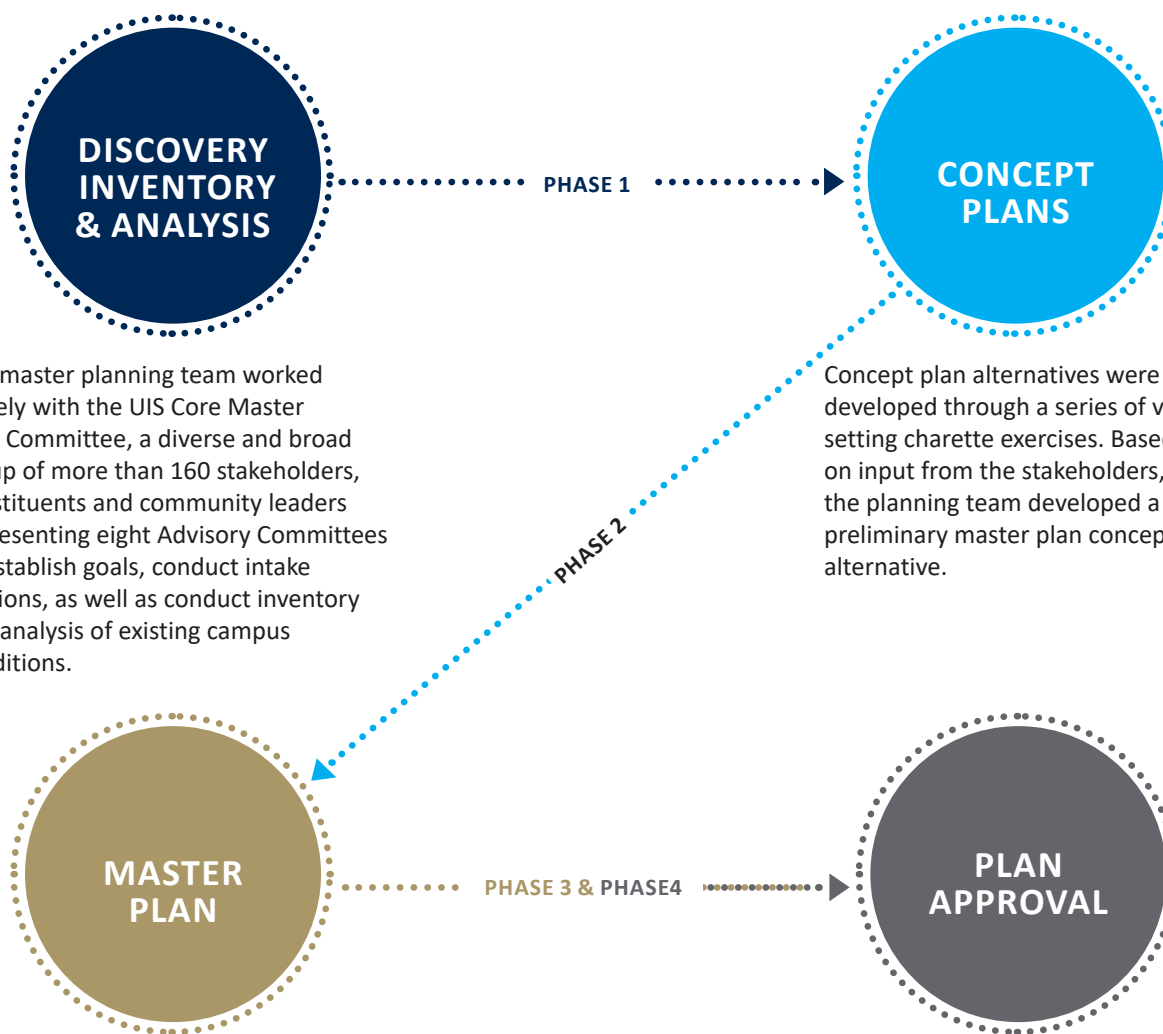 DISCOVERY
INVENTORY
& ANALYSIS
PHASE 1
CONCEPT
PLANS
master planning team worked
ely with the UIS Core Master
Committee, a diverse and broad
up of more than 160 stakeholders,
stituents and community leaders
resenting eight Advisory Committees
stablish goals, conduct intake
ions, as well as conduct inventory
analysis of existing campus
ditions.
Concept plan alternatives were
developed through a series of v
setting charette exercises. Based
on input from the stakeholders,
the planning team developed a
preliminary master plan concep
alternative.
PHASE 2
MASTER
PLAN
PHASE 3 & PHASE4
PLAN
APPROVAL